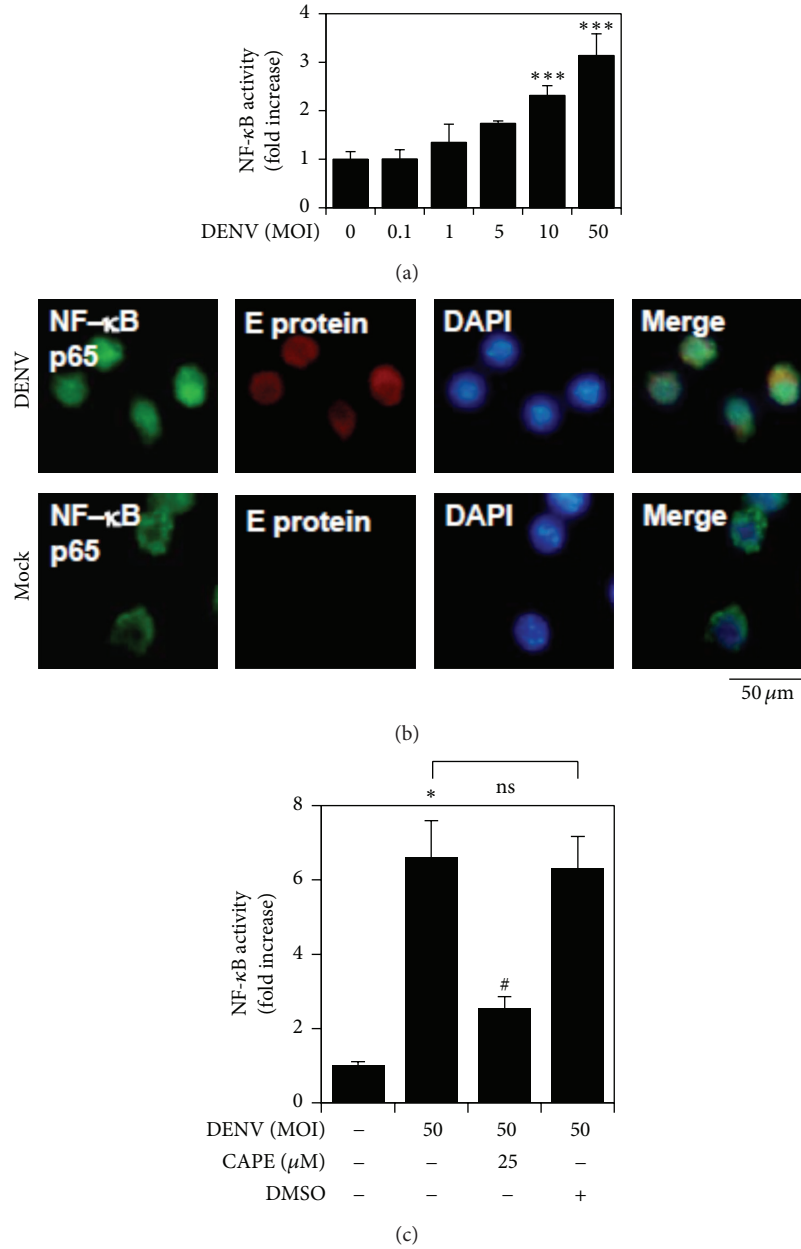 NF-κB activity
(fold increase)
4
3
2
1
0
***
***
DENV (MOI) 0 0.1 1 5 10 50
(a)
DENV
NF–κB
p65
E protein
DAPI
Merge
Mock
NF–κB
p65
E protein
DAPI
Merge
50 μm
(b)
NF-κB activity
(fold increase)
8
6
4
2
0
ns
*
#
DENV (MOI) – 50 50 50
CAPE (μM) – – 25 –
DMSO – – – +
(c)